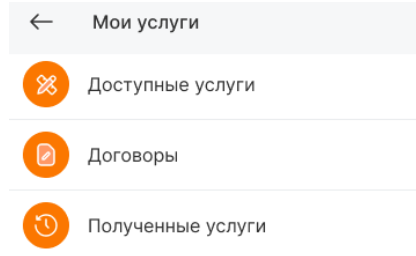 Мои услуги
Доступные услуги
Договоры
Полученные услуги